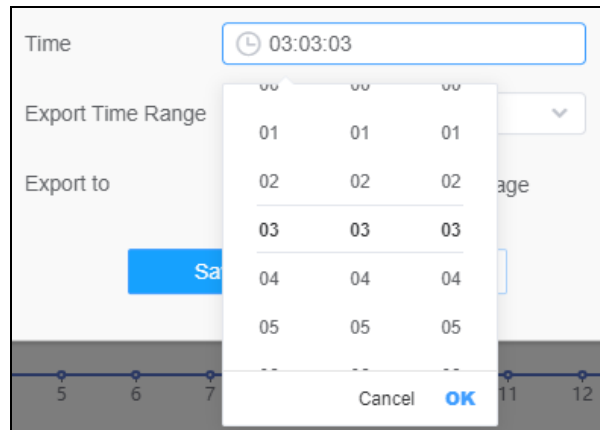 Time
03:03:03
Export Time Range
01 01 01
Export to
02 02 02
age
03 03 03
Sa
04 04 04
05 05 05
5 6 7 11 12
Cancel OK